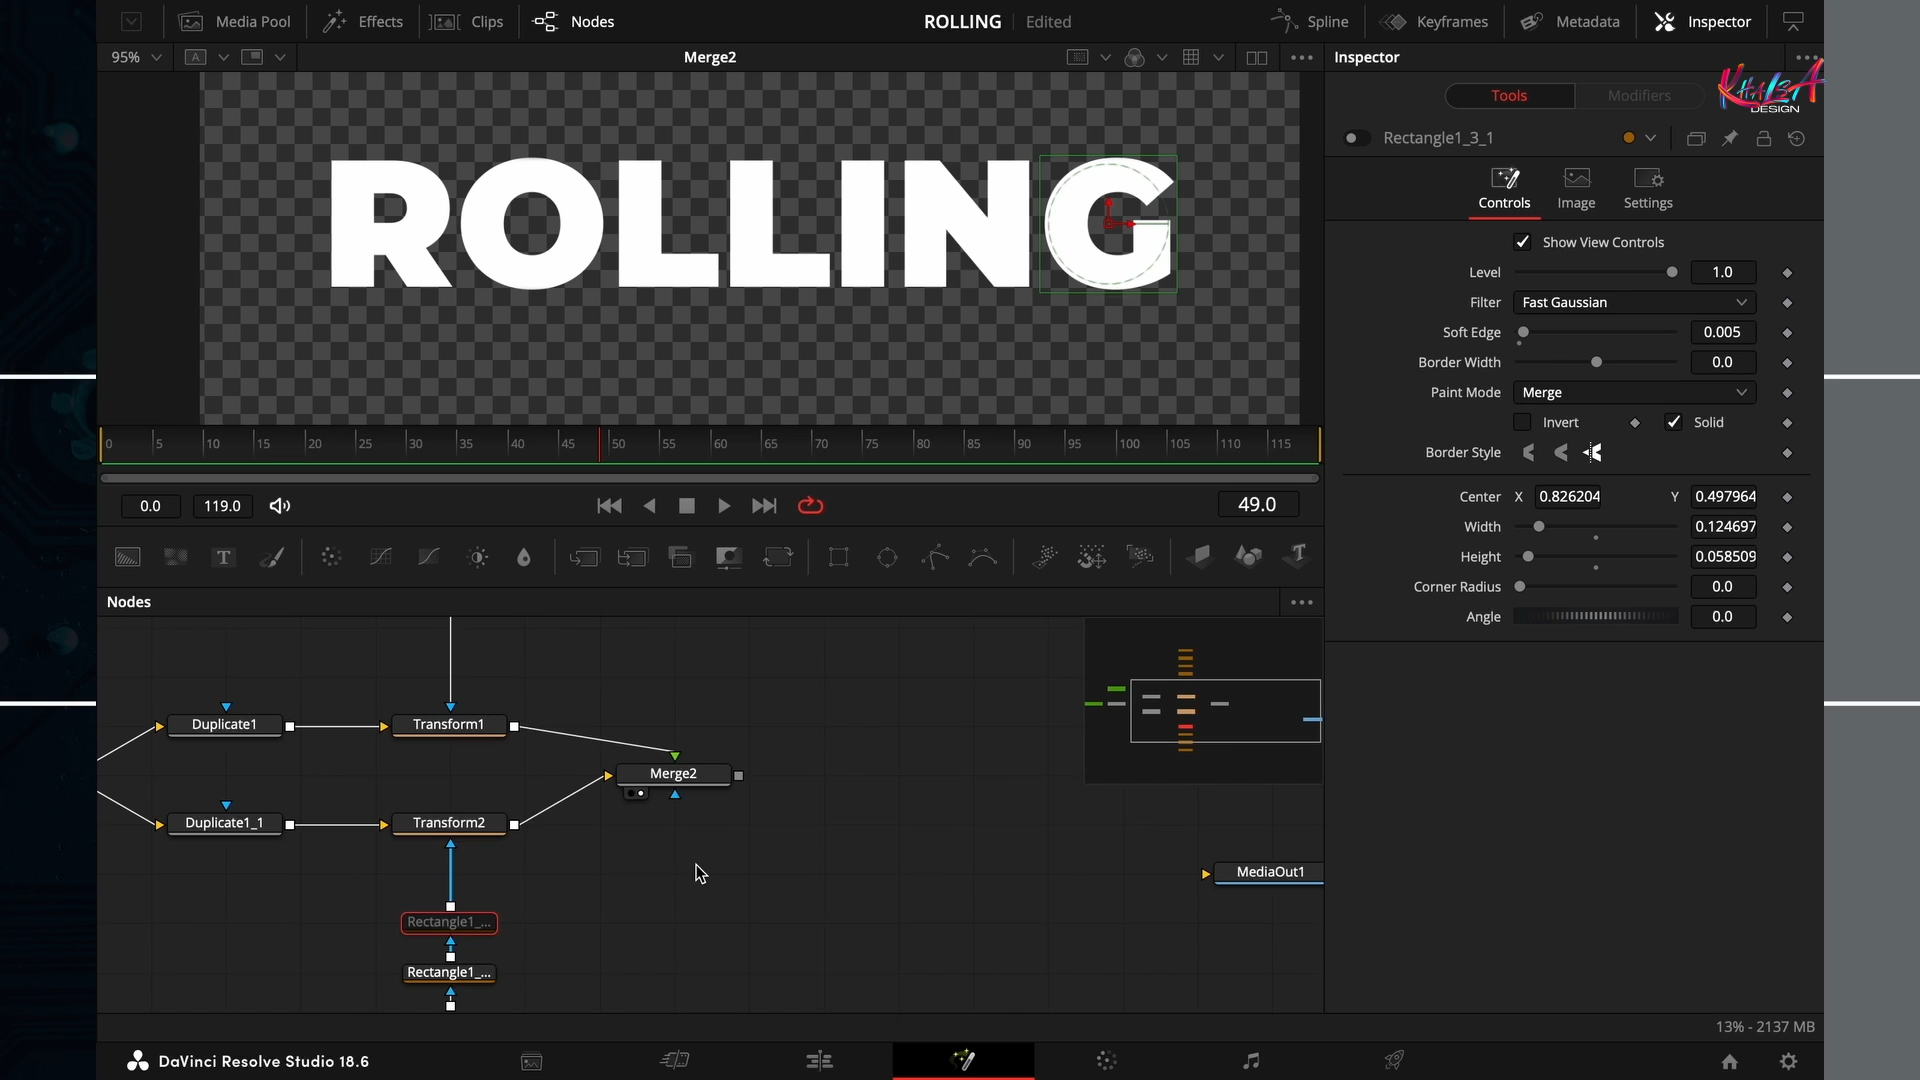 Media Pool Effects Clips Nodes ROLLING Edited Spline Keyframes Metadata Inspector
95% A Merge2 Inspector
KHALSA
DESIGN
Tools Modifiers
Rectangle1_3_1
Controls Image Settings
ROLLING
Show View Controls
Level 1.0
Filter Fast Gaussian
Soft Edge 0.005
Border Width 0.0
Paint Mode Merge
Invert Solid
Border Style
0 5 10 15 20 25 30 35 40 45 50 55 60 65 70 75 80 85 90 95 100 105 110 115
Center X 0.826204 Y 0.497964
Width 0.124697
Height 0.058509
Corner Radius 0.0
Angle 0.0
0.0 119.0 49.0
T T
Nodes
Duplicate1 Transform1
Merge2
Duplicate1_1 Transform2
MediaOut1
Rectangle1_...
Rectangle1_...
13% - 2137 MB
DaVinci Resolve Studio 18.6